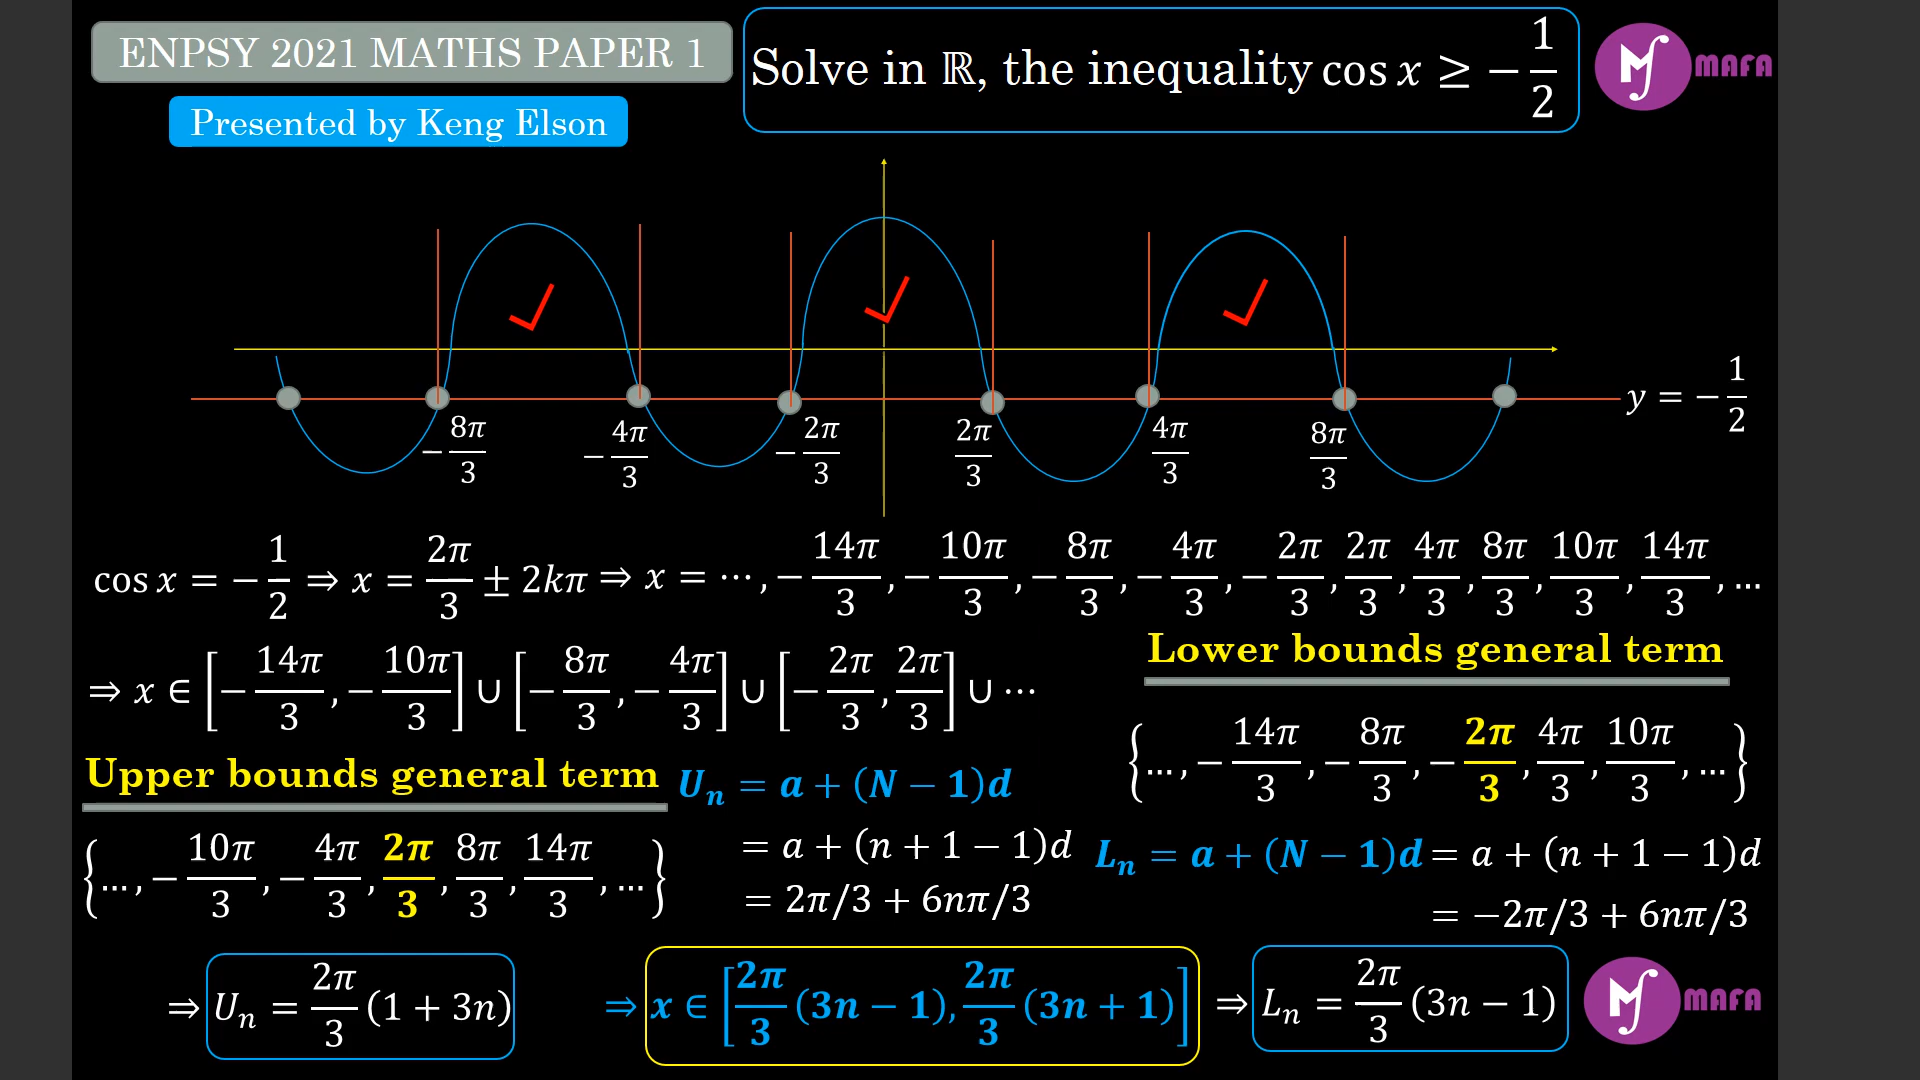 ENPSY 2021 MATHS PAPER 1
Presented by Keng Elson
Solve in ℝ, the inequality cos x ≥ −1/2
MAFA
y = −1/2
−8π/3 −4π/3 −2π/3 2π/3 4π/3 8π/3
cos x = −1/2 ⇒ x = 2π/3 ± 2kπ ⇒ x = ⋯, −14π/3, −10π/3, −8π/3, −4π/3, −2π/3, 2π/3, 4π/3, 8π/3, 10π/3, 14π/3, ...
⇒ x ∈ [−14π/3, −10π/3] ∪ [−8π/3, −4π/3] ∪ [−2π/3, 2π/3] ∪ ⋯
Lower bounds general term
{..., −14π/3, −8π/3, −2π/3, 4π/3, 10π/3, ...}
Lₙ = a + (N − 1)d = a + (n + 1 − 1)d
= −2π/3 + 6nπ/3
Upper bounds general term
{..., −10π/3, −4π/3, 2π/3, 8π/3, 14π/3, ...}
Uₙ = a + (N − 1)d
= a + (n + 1 − 1)d
= 2π/3 + 6nπ/3
⇒ Uₙ = 2π/3 (1 + 3n)
⇒ x ∈ [2π/3 (3n − 1), 2π/3 (3n + 1)]
⇒ Lₙ = 2π/3 (3n − 1)
MAFA